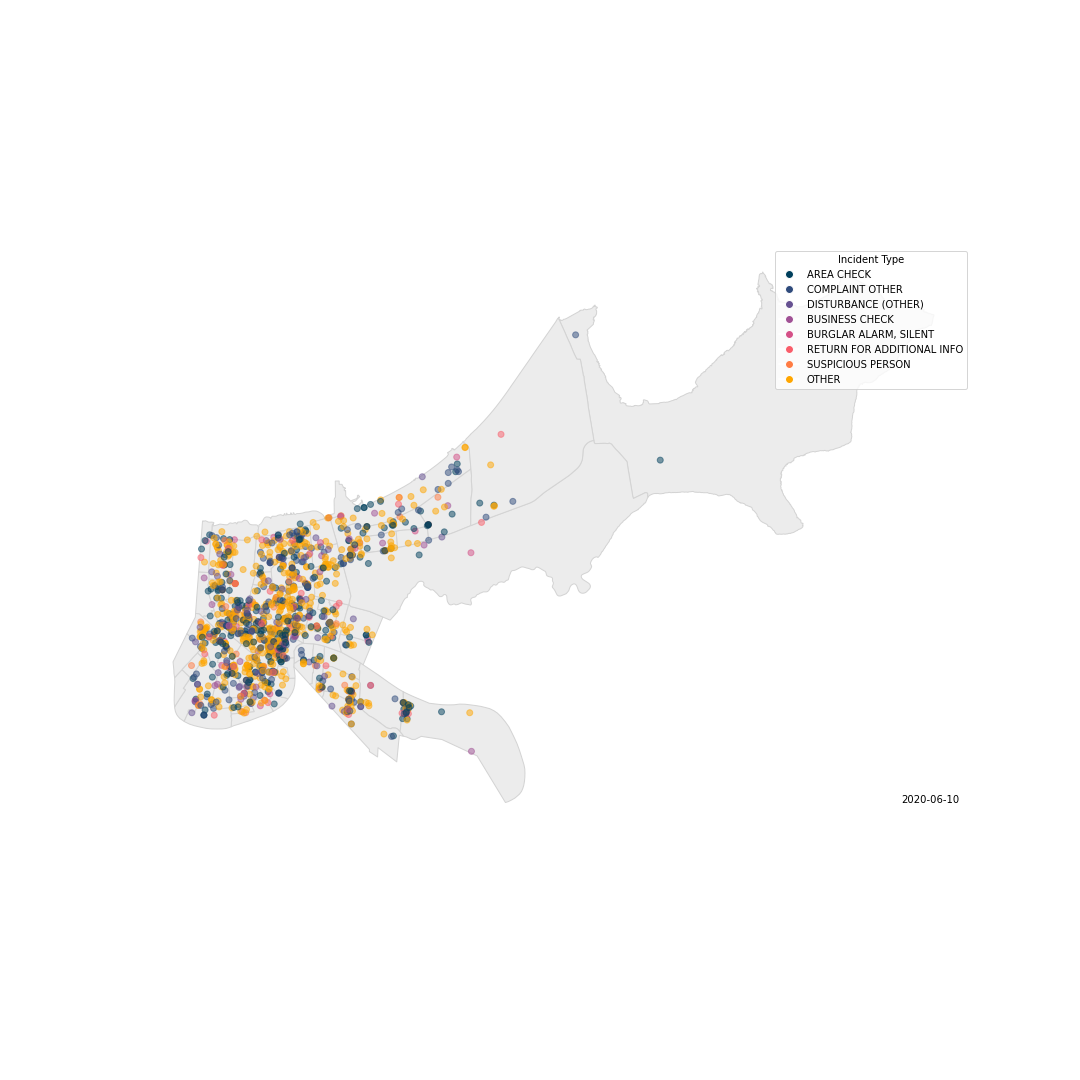 Incident Type
AREA CHECK
COMPLAINT OTHER
DISTURBANCE (OTHER)
BUSINESS CHECK
BURGLAR ALARM, SILENT
RETURN FOR ADDITIONAL INFO
SUSPICIOUS PERSON
OTHER
2020-06-10